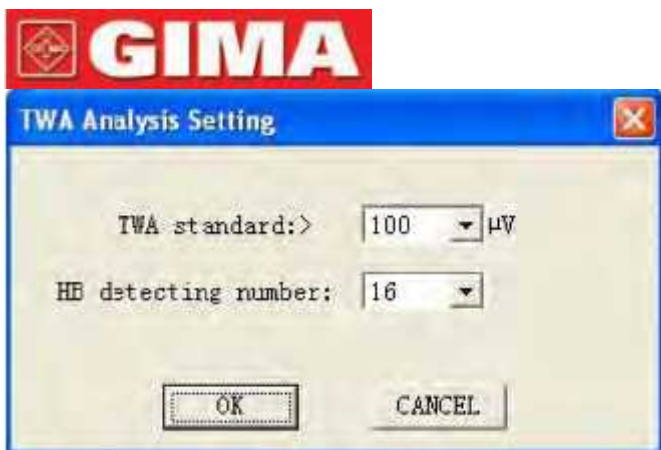 GIMA
TWA Analysis Setting
TWA standard:> 100 μV
HB detecting number: 16
OK CANCEL